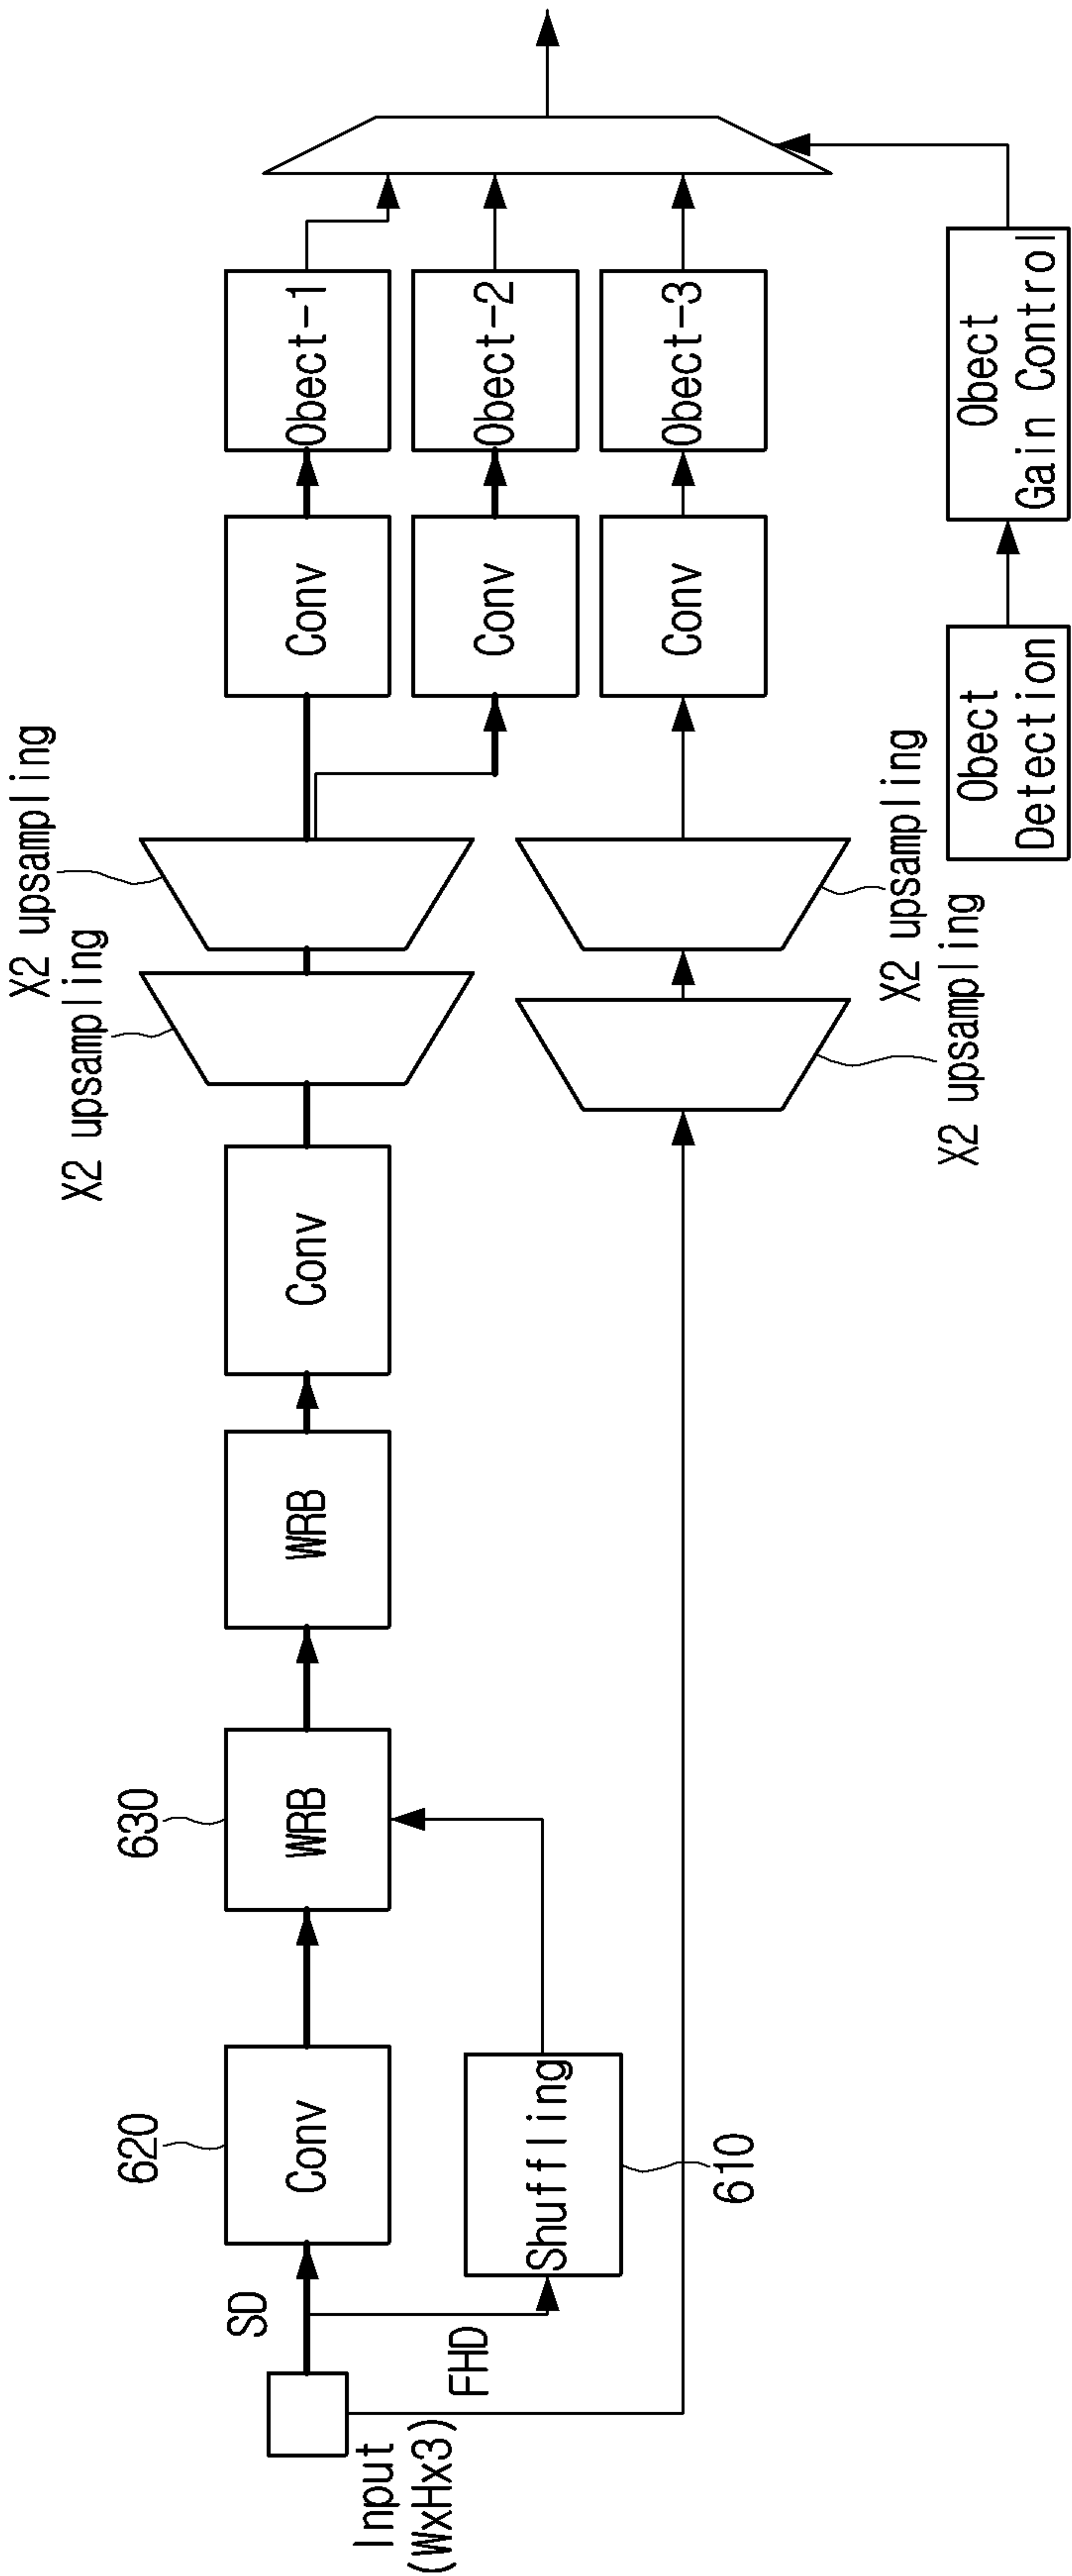 Input
(WxHx3)
SD
FHD
620
Conv
Shuffling
610
630
WRB
WRB
Conv
X2 upsampling
X2 upsampling
X2 upsampling
X2 upsampling
Conv
Conv
Conv
Obect-1
Obect-2
Obect-3
Obect
Detection
Obect
Gain Control